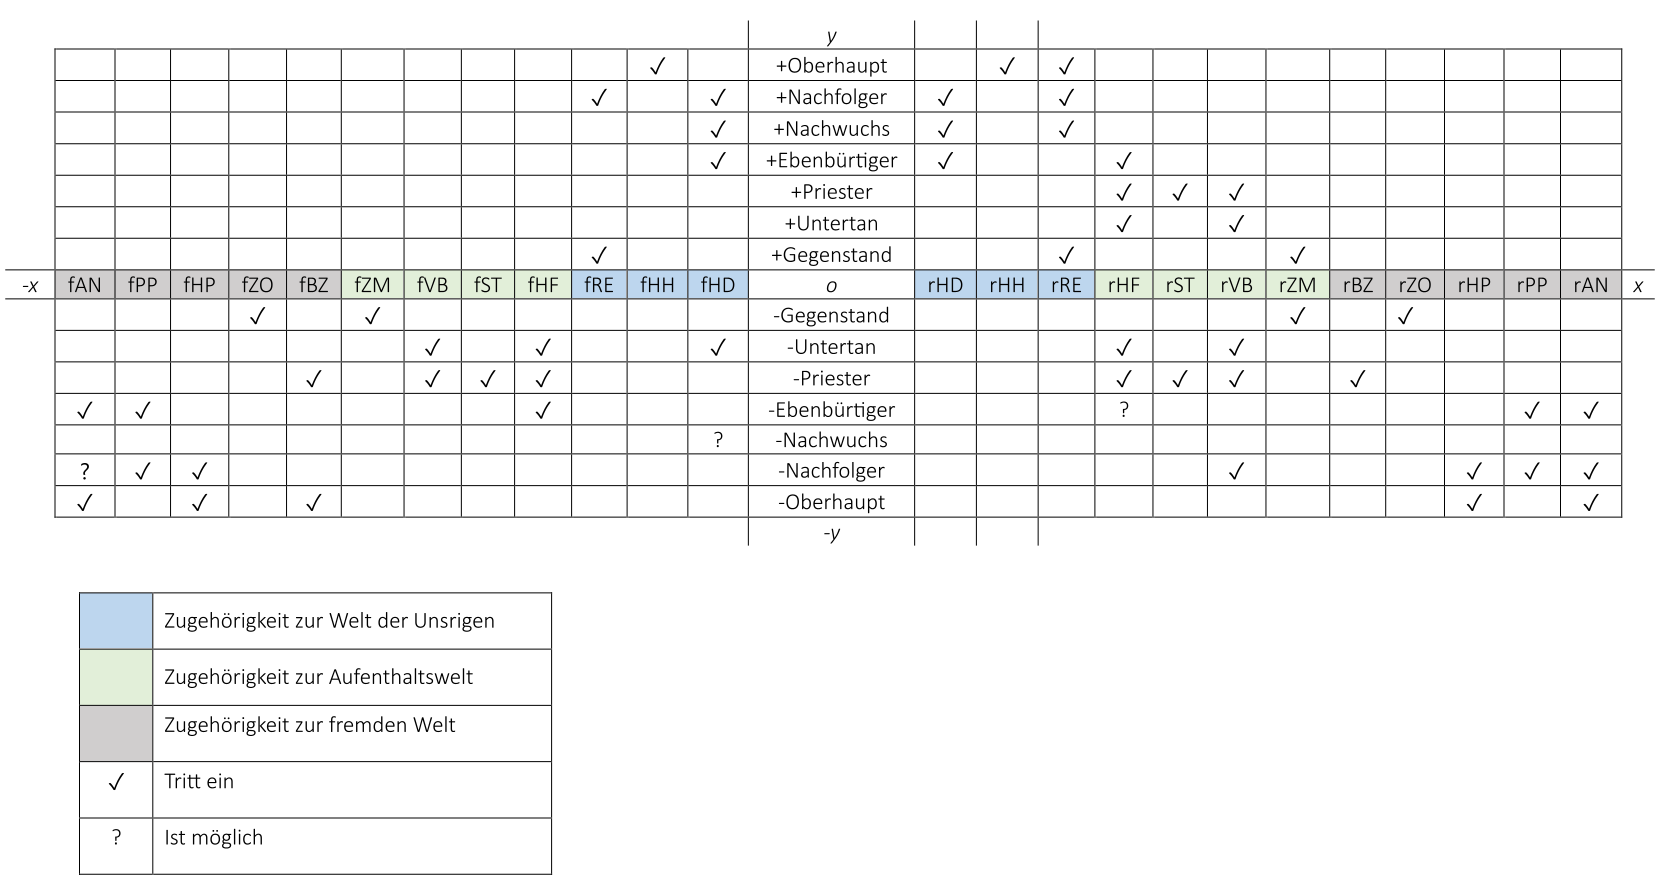 y
✓ +Oberhaupt ✓ ✓
✓ ✓ +Nachfolger ✓ ✓
✓ +Nachwuchs ✓ ✓
✓ +Ebenbürtiger ✓ ✓
+Priester ✓ ✓ ✓
+Untertan ✓ ✓
✓ +Gegenstand ✓ ✓
-x fAN fPP fHP fZO fBZ fZM fVB fST fHF fRE fHH fHD o rHD rHH rRE rHF rST rVB rZM rBZ rZO rHP rPP rAN x
✓ ✓ -Gegenstand ✓ ✓
✓ ✓ ✓ -Untertan ✓ ✓
✓ ✓ ✓ ✓ -Priester ✓ ✓ ✓ ✓
✓ ✓ ✓ -Ebenbürtiger ? ✓ ✓
? -Nachwuchs
? ✓ ✓ -Nachfolger ✓ ✓ ✓ ✓
✓ ✓ ✓ -Oberhaupt ✓ ✓
-y
Zugehörigkeit zur Welt der Unsrigen
Zugehörigkeit zur Aufenthaltswelt
Zugehörigkeit zur fremden Welt
✓ Tritt ein
? Ist möglich